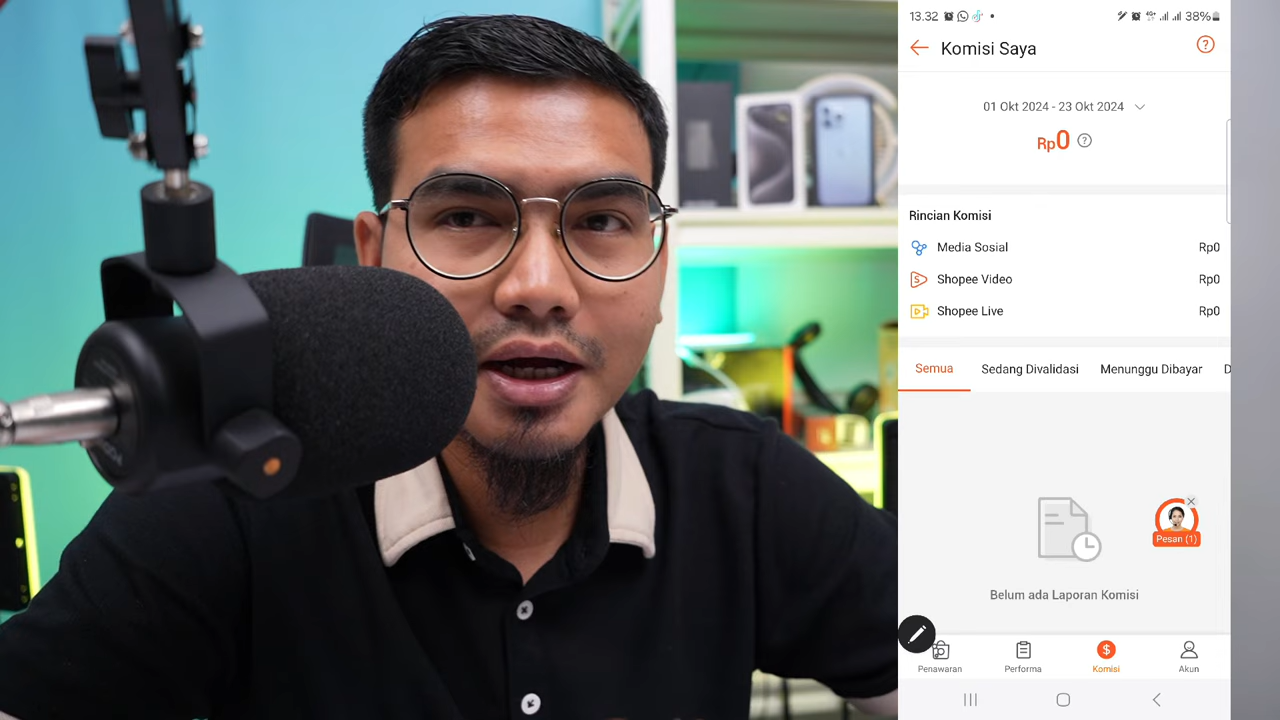 13.32
38%
Komisi Saya
01 Okt 2024 - 23 Okt 2024
Rp0
Rincian Komisi
Media Sosial Rp0
Shopee Video Rp0
Shopee Live Rp0
Semua Sedang Divalidasi Menunggu Dibayar D
Pesan (1)
Belum ada Laporan Komisi
Penawaran Performa Komisi Akun